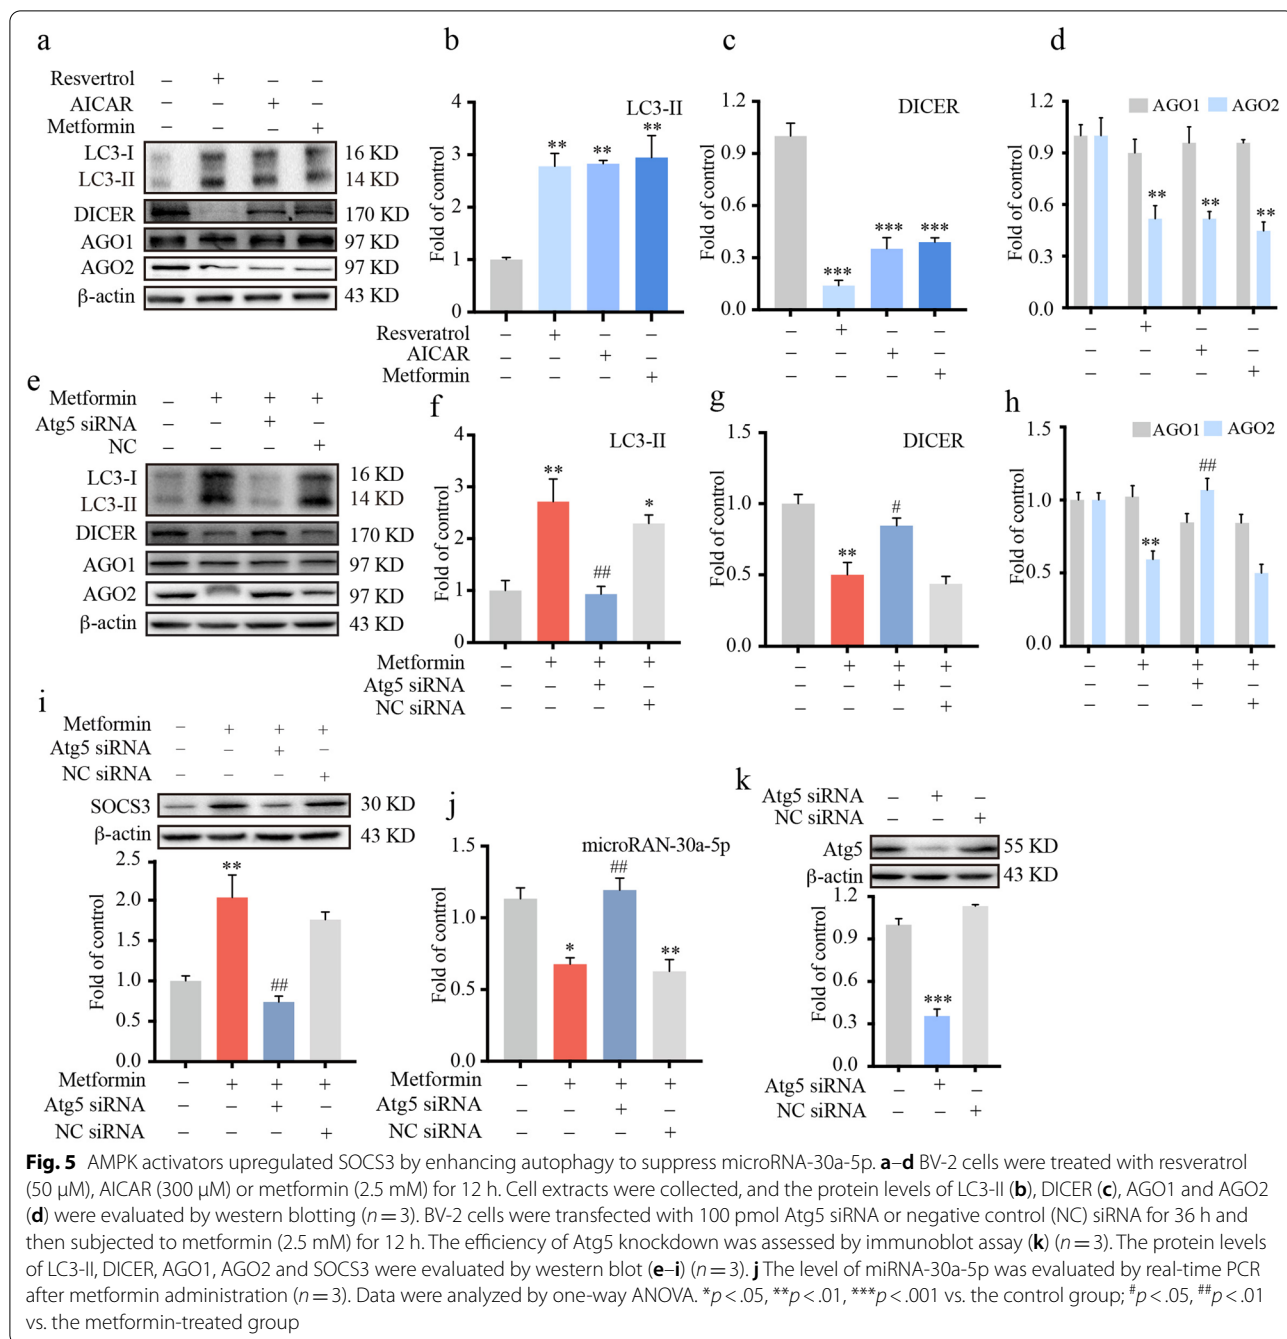 a
Resvertrol – + – –
AICAR – – + –
Metformin – – – +
LC3-I 16 KD
LC3-II 14 KD
DICER 170 KD
AGO1 97 KD
AGO2 97 KD
β-actin 43 KD
b
LC3-II
Fold of control
4
3
2
1
0
** ** **
Resveratrol – + – –
AICAR – – + –
Metformin – – – +
c
DICER
Fold of control
1.2
0.9
0.6
0.3
0.0
*** *** ***
– + – –
– – + –
– – – +
d
AGO1 AGO2
Fold of control
1.2
0.9
0.6
0.3
0.0
** ** **
– + – –
– – + –
– – – +
e
Metformin – + + +
Atg5 siRNA – – + –
NC – – – +
LC3-I 16 KD
LC3-II 14 KD
DICER 170 KD
AGO1 97 KD
AGO2 97 KD
β-actin 43 KD
f
LC3-II
Fold of control
4
3
2
1
0
** ## *
Metformin – + + +
Atg5 siRNA – – + –
NC siRNA – – – +
g
DICER
Fold of control
1.5
1.0
0.5
0.0
** #
– + + +
– – + –
– – – +
h
AGO1 AGO2
Fold of control
1.5
1.0
0.5
0.0
** ##
– + + +
– – + –
– – – +
i
Metformin – + + +
Atg5 siRNA – – + –
NC siRNA – – – +
SOCS3 30 KD
β-actin 43 KD
Fold of control
2.5
2.0
1.5
1.0
0.5
0.0
** ##
Metformin – + + +
Atg5 siRNA – – + –
NC siRNA – – – +
j
microRAN-30a-5p
Fold of control
1.5
1.0
0.5
0.0
* ## **
Metformin – + + +
Atg5 siRNA – – + –
NC siRNA – – – +
k
Atg5 siRNA – + –
NC siRNA – – +
Atg5 55 KD
β-actin 43 KD
Fold of control
1.2
0.9
0.6
0.3
0.0
***
Atg5 siRNA – + –
NC siRNA – – +
Fig. 5 AMPK activators upregulated SOCS3 by enhancing autophagy to suppress microRNA-30a-5p. a–d BV-2 cells were treated with resveratrol
(50 μM), AICAR (300 μM) or metformin (2.5 mM) for 12 h. Cell extracts were collected, and the protein levels of LC3-II (b), DICER (c), AGO1 and AGO2
(d) were evaluated by western blotting (n = 3). BV-2 cells were transfected with 100 pmol Atg5 siRNA or negative control (NC) siRNA for 36 h and
then subjected to metformin (2.5 mM) for 12 h. The efficiency of Atg5 knockdown was assessed by immunoblot assay (k) (n = 3). The protein levels
of LC3-II, DICER, AGO1, AGO2 and SOCS3 were evaluated by western blot (e–i) (n = 3). j The level of miRNA-30a-5p was evaluated by real-time PCR
after metformin administration (n = 3). Data were analyzed by one-way ANOVA. *p < .05, **p < .01, ***p < .001 vs. the control group; #p < .05, ##p < .01
vs. the metformin-treated group